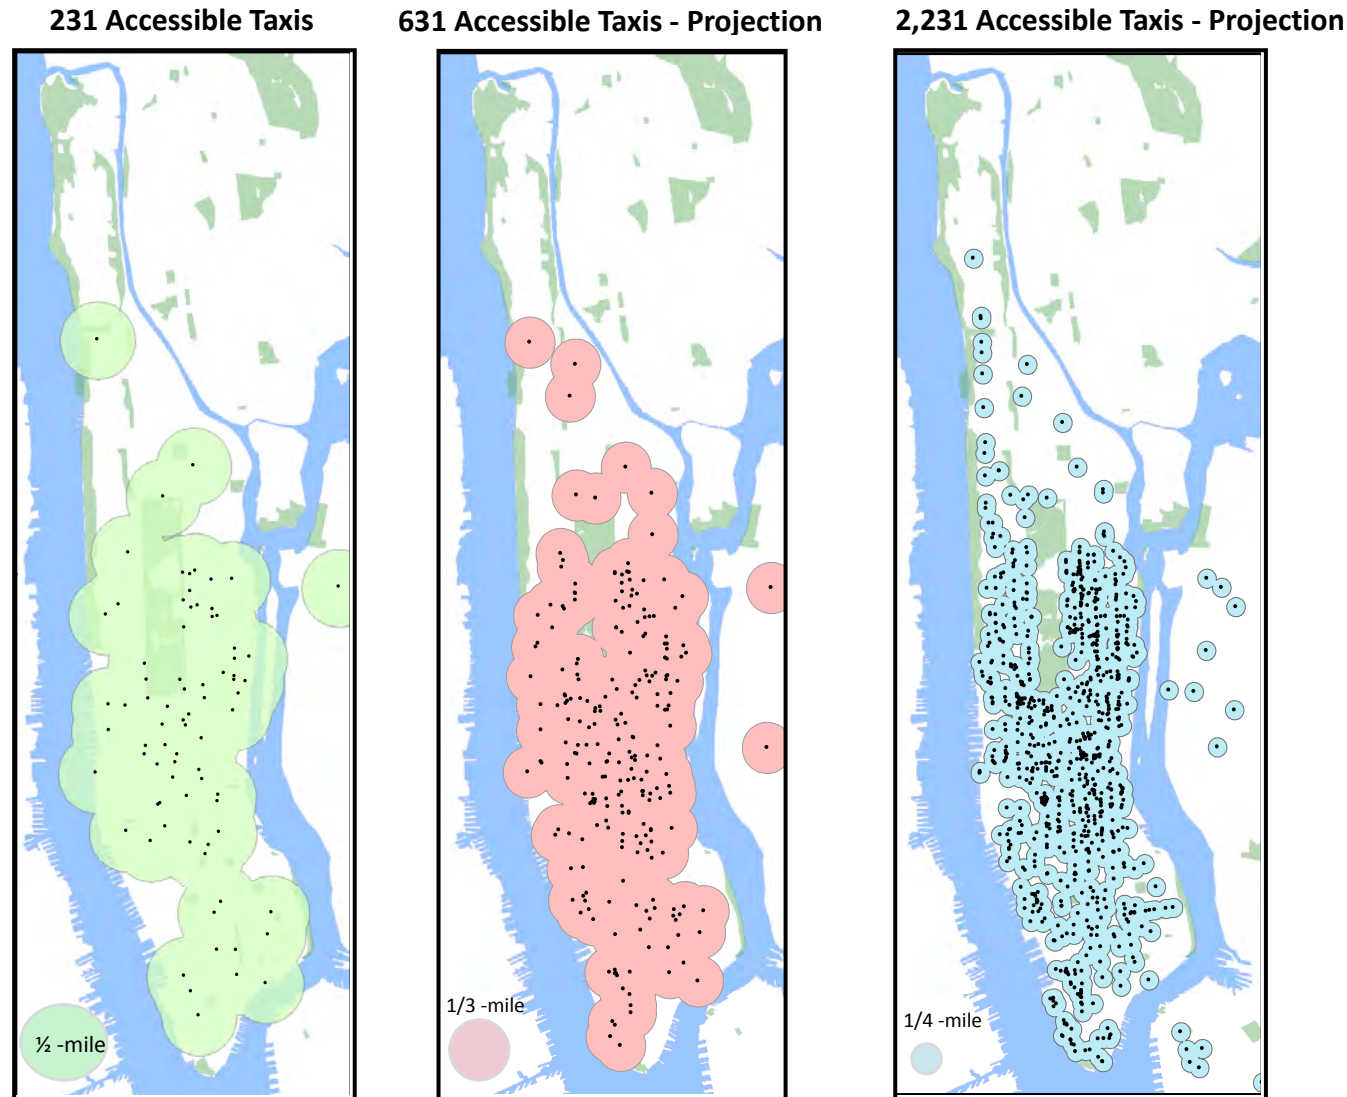 231 Accessible Taxis
631 Accessible Taxis - Projection
2,231 Accessible Taxis - Projection
½ -mile
1/3 -mile
1/4 -mile